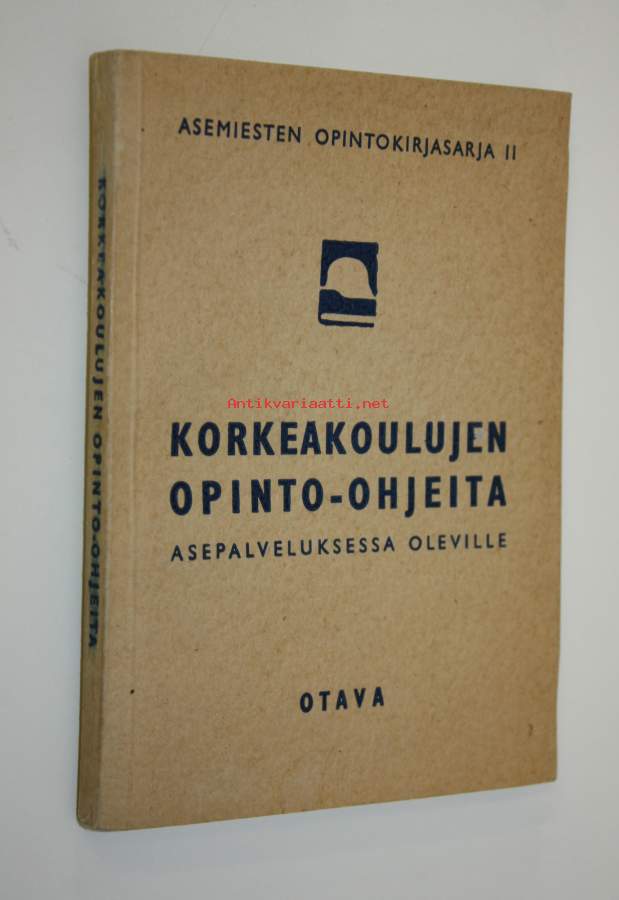 ASEMIESTEN OPINTOKIRJASARJA II
Antikvariaatti.net
KORKEAKOULUJEN
OPINTO-OHJEITA
ASEPALVELUKSESSA OLEVILLE
OTAVA
KORKEAKOULUJEN OPINTO-OHJEITA